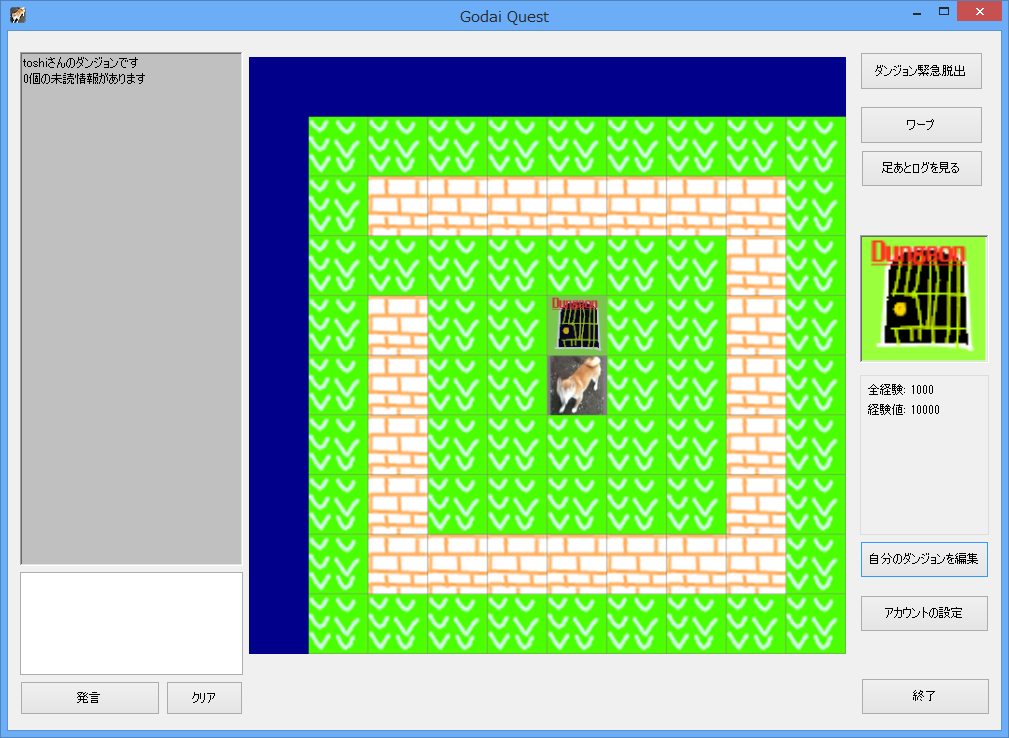 Godai Quest
toshiさんのダンジョンです
0個の未読情報があります
ダンジョン緊急脱出
ワープ
足あとログを見る
Dungeon
Dungeon
全経験: 1000
経験値: 10000
自分のダンジョンを編集
アカウントの設定
発言
クリア
終了